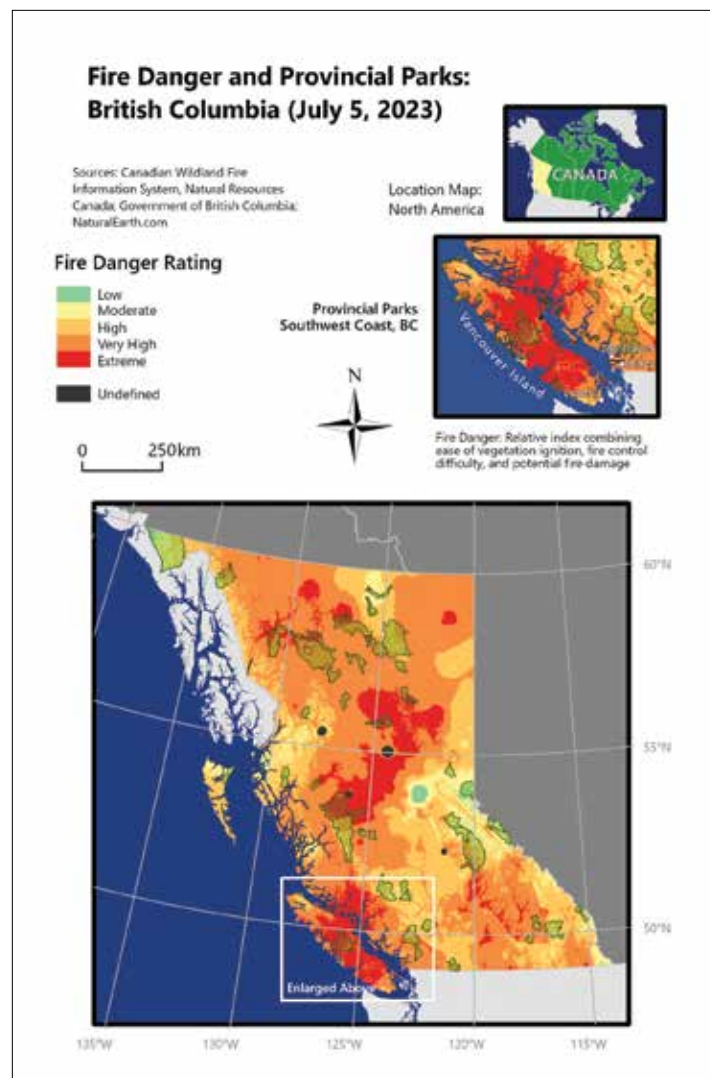 Fire Danger and Provincial Parks:
British Columbia (July 5, 2023)
Sources: Canadian Wildland Fire
Information System, Natural Resources
Canada; Government of British Columbia;
NaturalEarth.com
Location Map:
North America
CANADA
Fire Danger Rating
Low
Moderate
High
Very High
Extreme
Undefined
Provincial Parks
Southwest Coast, BC
Vancouver Island
N
0 250km
Fire Danger: Relative index combining
ease of vegetation ignition, fire control
difficulty, and potential fire-damage
60°N
55°N
50°N
Enlarged Above
135°W 130°W 125°W 120°W 115°W